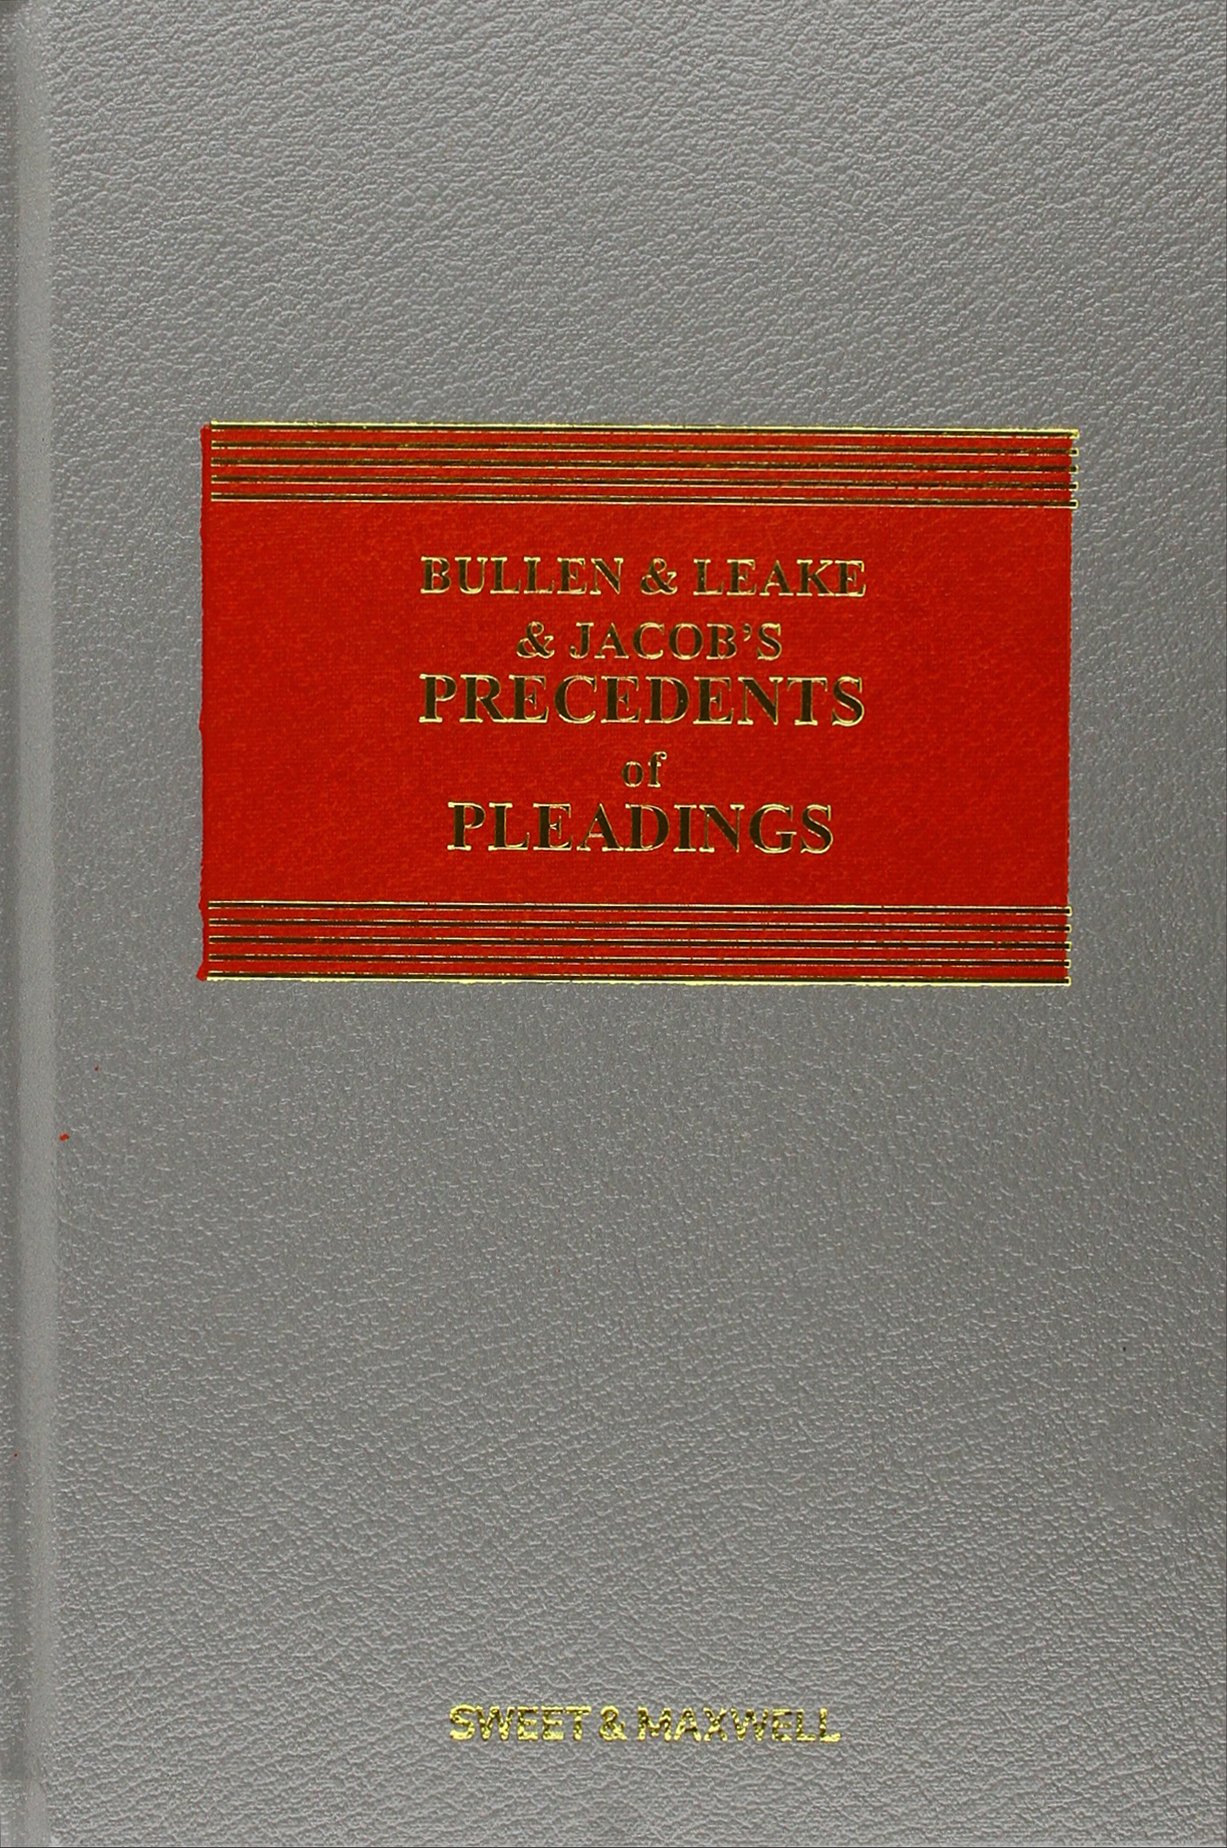 BULLEN & LEAKE
& JACOB'S
PRECEDENTS
of
PLEADINGS
SWEET & MAXWELL